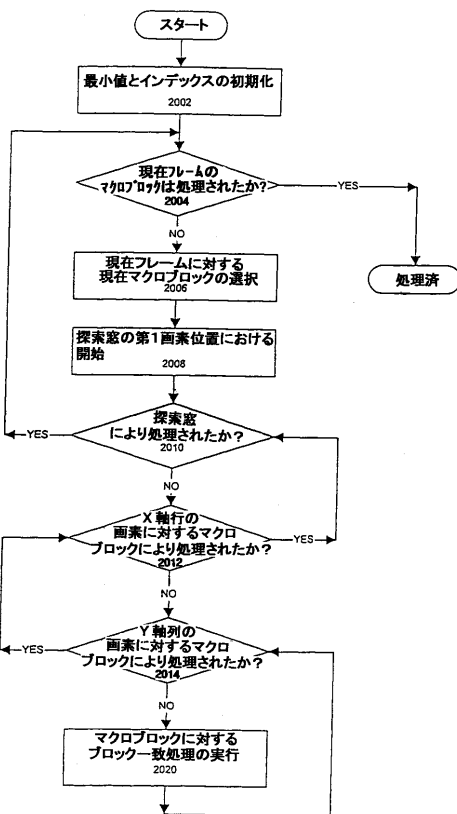 スタート
最小値とインデックスの初期化
2002
現在フレームの
マクロブロックは処理されたか?
2004
YES
NO
処理済
現在フレームに対する
現在マクロブロックの選択
2006
探索窓の第1画素位置における
開始
2008
探索窓
により処理されたか?
2010
YES
NO
X軸行の
画素に対するマクロ
ブロックにより処理されたか?
2012
YES
NO
Y軸列の
画素に対するマクロ
ブロックにより処理されたか?
2014
YES
NO
マクロブロックに対する
ブロック一致処理の実行
2020